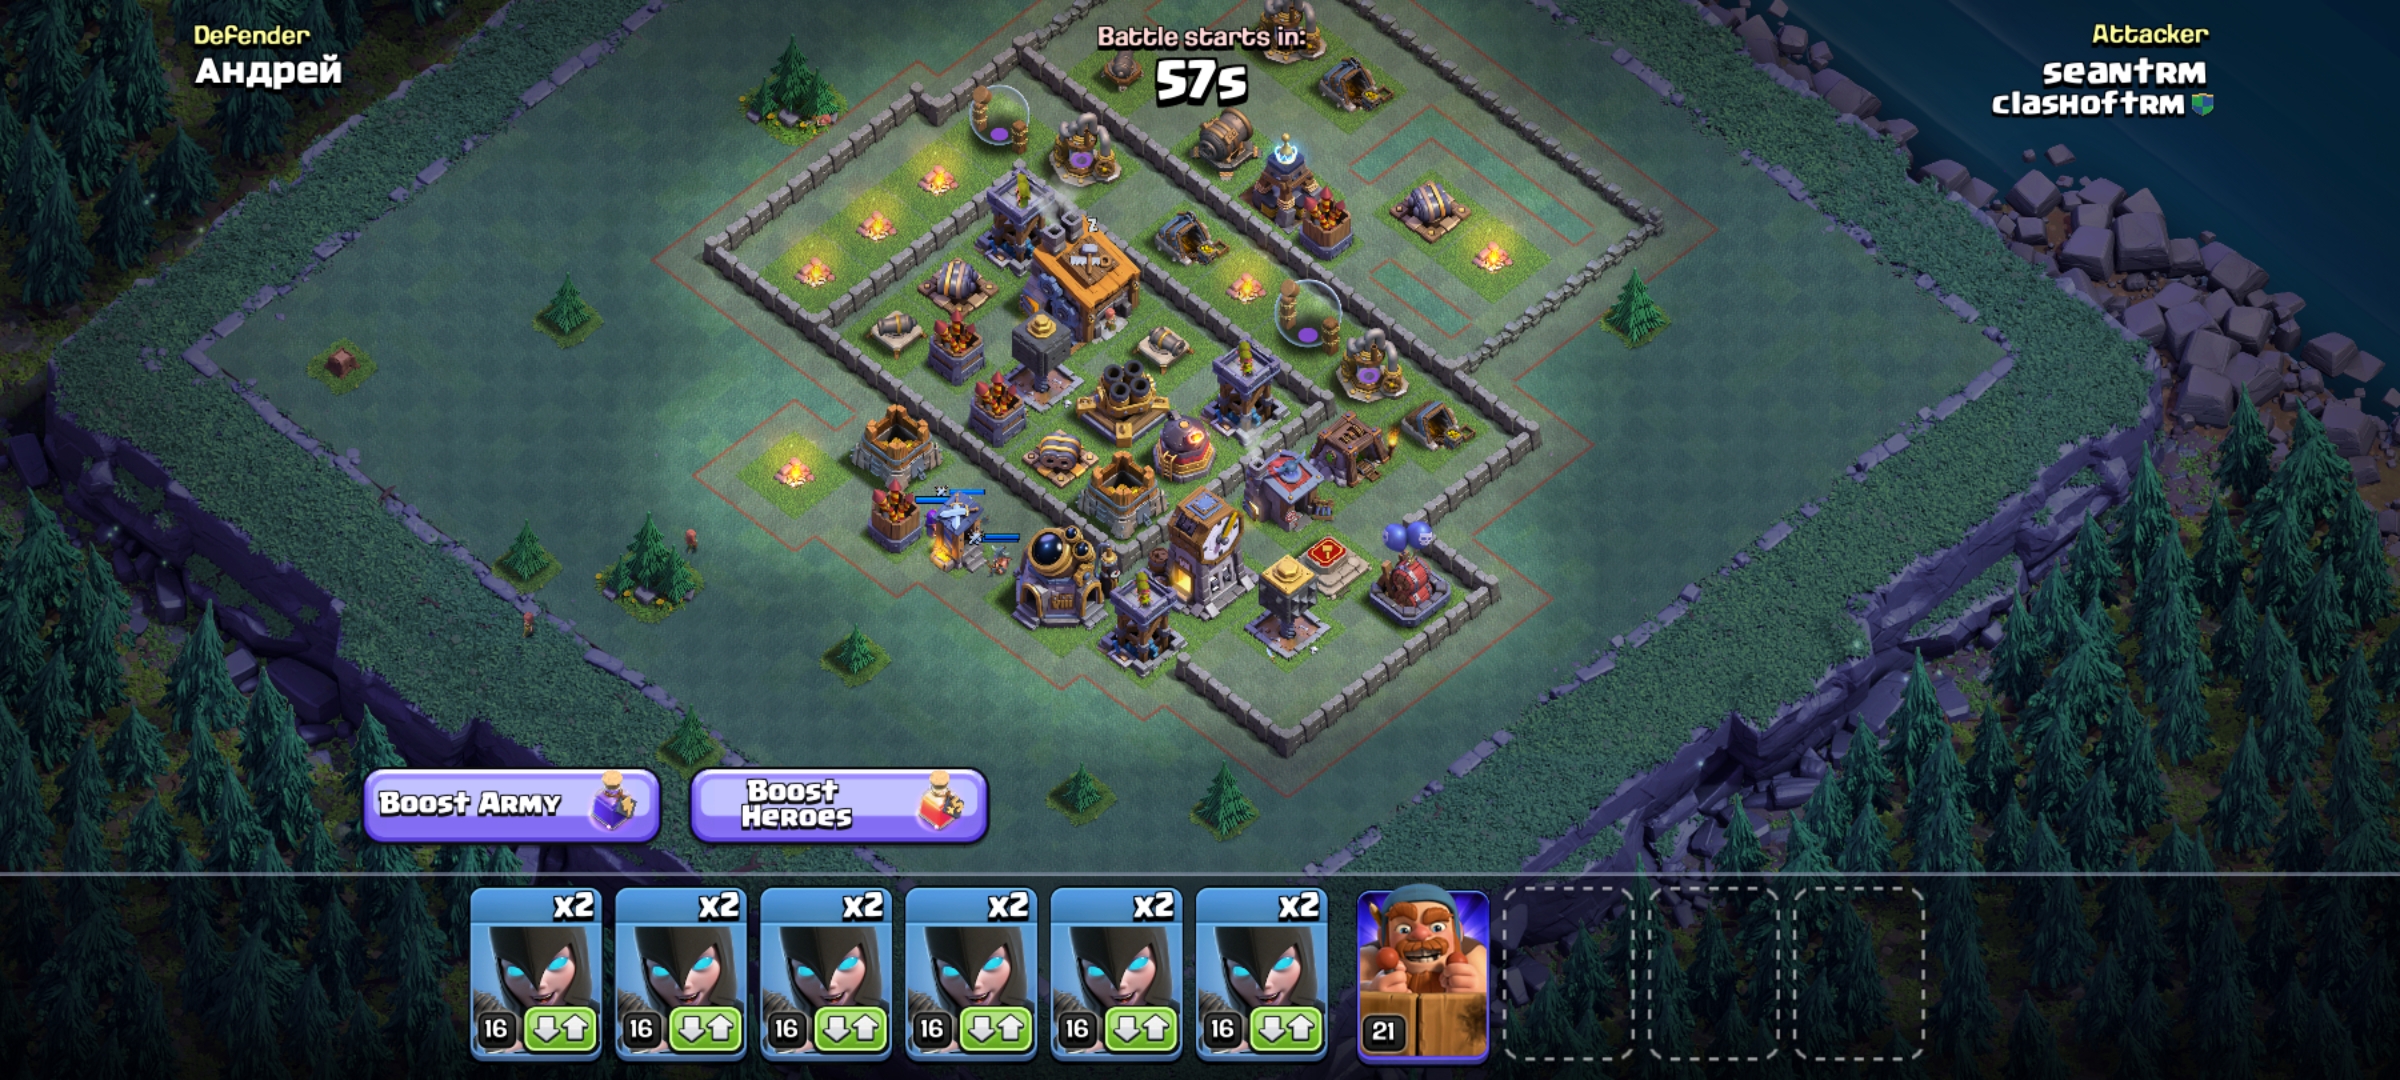 Defender
Андрей
Battle starts in:
57s
Attacker
seantRM
clashoftRM
z
VIII
Boost Army
Boost
Heroes
x2
x2
x2
x2
x2
x2
16
16
16
16
16
16
21